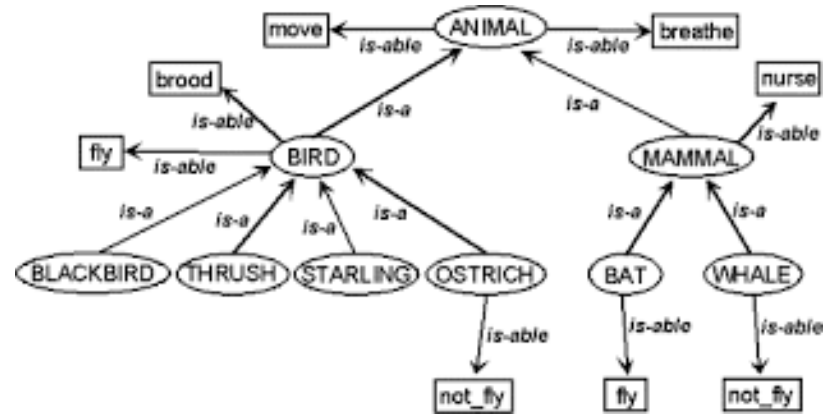 move
is-able
ANIMAL
is-able
breathe
brood
is-able
is-a
is-a
nurse
is-able
fly
is-able
BIRD
MAMMAL
is-a
is-a
is-a
is-a
is-a
is-a
BLACKBIRD
THRUSH
STARLING
OSTRICH
BAT
WHALE
is-able
is-able
is-able
not_fly
fly
not_fly